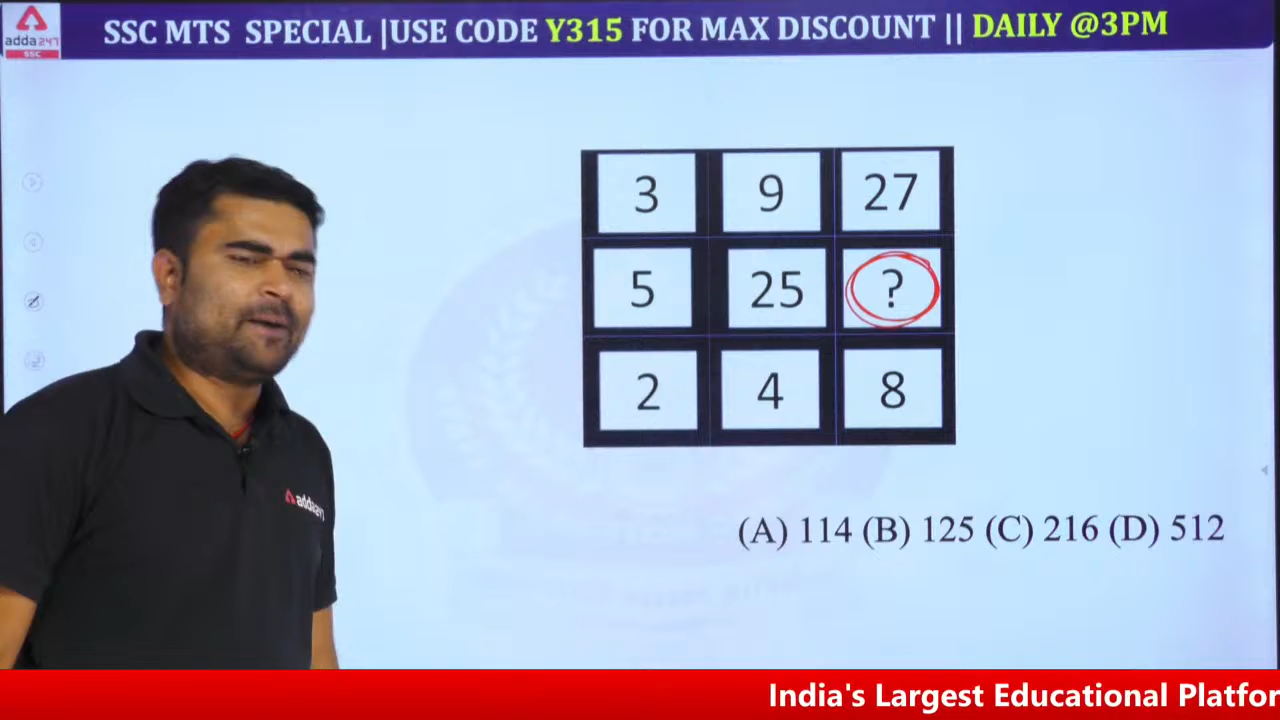 adda247
SSC
SSC MTS SPECIAL |USE CODE Y315 FOR MAX DISCOUNT || DAILY @3PM
3 9 27
5 25 ?
2 4 8
adda247
(A) 114 (B) 125 (C) 216 (D) 512
India's Largest Educational Platfor